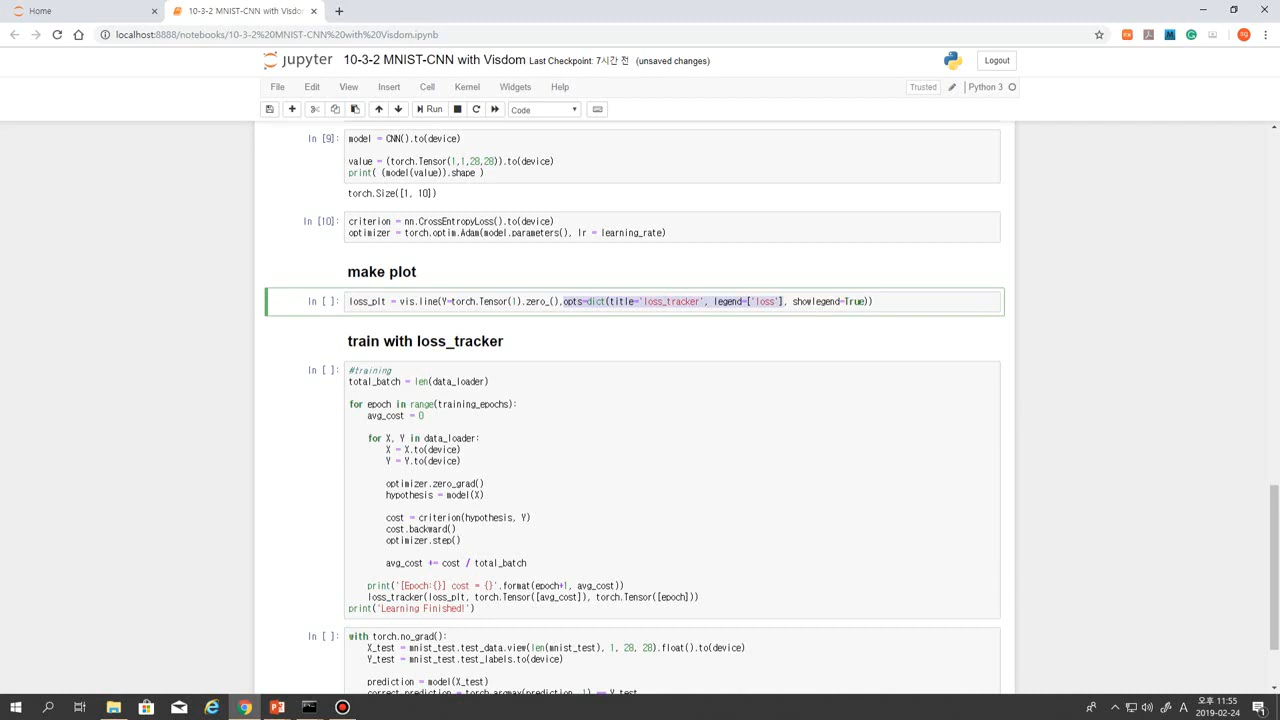 Home
10-3-2 MNIST-CNN with Visdom
localhost:8888/notebooks/10-3-2%20MNIST-CNN%20with%20Visdom.ipynb
jupyter 10-3-2 MNIST-CNN with Visdom Last Checkpoint: 7시간 전 (unsaved changes)
Logout
File Edit View Insert Cell Kernel Widgets Help
Trusted Python 3
Run Code
In [9]: model = CNN().to(device)
value = (torch.Tensor(1,1,28,28)).to(device)
print( (model(value)).shape )
torch.Size([1, 10])
In [10]: criterion = nn.CrossEntropyLoss().to(device)
optimizer = torch.optim.Adam(model.parameters(), lr = learning_rate)
make plot
In [ ]: loss_plt = vis.line(Y=torch.Tensor(1).zero_(),opts=dict(title='loss_tracker', legend=['loss'], showlegend=True))
train with loss_tracker
In [ ]: #training
total_batch = len(data_loader)
for epoch in range(training_epochs):
avg_cost = 0
for X, Y in data_loader:
X = X.to(device)
Y = Y.to(device)
optimizer.zero_grad()
hypothesis = model(X)
cost = criterion(hypothesis, Y)
cost.backward()
optimizer.step()
avg_cost += cost / total_batch
print('[Epoch:{}] cost = {}'.format(epoch+1, avg_cost))
loss_tracker(loss_plt, torch.Tensor([avg_cost]), torch.Tensor([epoch]))
print('Learning Finished!')
In [ ]: with torch.no_grad():
X_test = mnist_test.test_data.view(len(mnist_test), 1, 28, 28).float().to(device)
Y_test = mnist_test.test_labels.to(device)
prediction = model(X_test)
correct_prediction = torch.argmax(prediction, 1) == Y_test
A
오후 11:55
2019-02-24